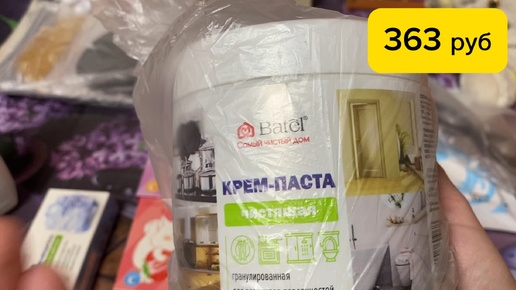 363 руб
Batel
Самый чистый дом
КРЕМ-ПАСТА
чистящая
гранулированная